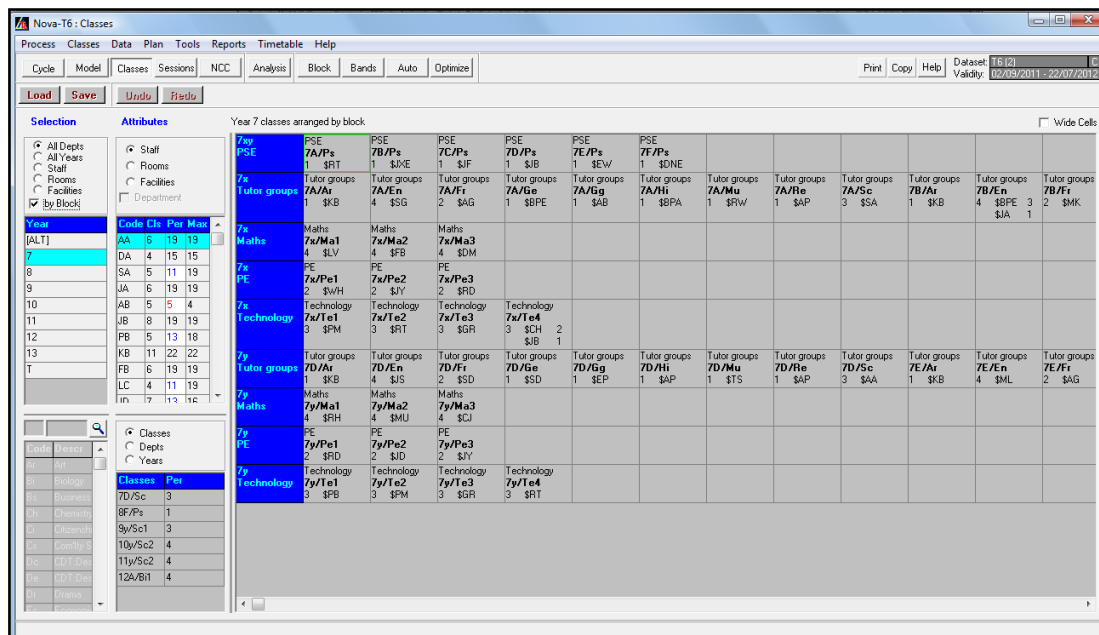 Nova-T6 : Classes
Process Classes Data Plan Tools Reports Timetable Help
Cycle Model Classes Sessions NCC Analysis Block Bands Auto Optimize Print Copy Help Dataset: T6 (2) C
Validity: 02/09/2011 - 22/07/2012
Load Save Undo Redo
Selection Attributes Year 7 classes arranged by block Wide Cells
All Depts
All Years
Staff
Rooms
Facilities
by Block
Staff
Rooms
Facilities
Department
Year
[ALT]
7
8
9
10
11
12
13
T
Code Cls Per Max
AA 6 19 19
DA 4 15 15
SA 5 11 19
JA 6 19 19
AB 5 5 4
JB 8 19 19
PB 5 13 18
KB 11 22 22
FB 6 19 19
LC 4 11 19
JD 7 13 16
Code Descr
Ar Art
Bi Biology
Bs Business
Ch Chemistry
Ci Citizensh
Cs Com'lty S
Dc CDT:Des
De CDT:Des
Dr Drama
Classes
Depts
Years
Classes Per
7D/Sc 3
8F/Ps 1
9y/Sc1 3
10y/Sc2 4
11y/Sc2 4
12A/Bi1 4
7xy PSE PSE PSE PSE PSE PSE
PSE 7A/Ps 7B/Ps 7C/Ps 7D/Ps 7E/Ps 7F/Ps
1 $RT 1 $JXE 1 $JF 1 $JB 1 $EW 1 $DNE
7x Tutor groups Tutor groups Tutor groups Tutor groups Tutor groups Tutor groups Tutor groups Tutor groups Tutor groups Tutor groups Tutor groups Tutor groups
Tutor groups 7A/Ar 7A/En 7A/Fr 7A/Ge 7A/Gg 7A/Hi 7A/Mu 7A/Re 7A/Sc 7B/Ar 7B/En 7B/Fr
1 $KB 4 $SG 2 $AG 1 $BPE 1 $AB 1 $BPA 1 $RW 1 $AP 3 $SA 1 $KB 4 $BPE 3 2 $MK
$JA 1
7x Maths Maths Maths
Maths 7x/Ma1 7x/Ma2 7x/Ma3
4 $LV 4 $FB 4 $DM
7x PE PE PE
PE 7x/Pe1 7x/Pe2 7x/Pe3
2 $WH 2 $JY 2 $RD
7x Technology Technology Technology Technology
Technology 7x/Te1 7x/Te2 7x/Te3 7x/Te4
3 $PM 3 $RT 3 $GR 3 $CH 2
$JB 1
7y Tutor groups Tutor groups Tutor groups Tutor groups Tutor groups Tutor groups Tutor groups Tutor groups Tutor groups Tutor groups Tutor groups Tutor groups
Tutor groups 7D/Ar 7D/En 7D/Fr 7D/Ge 7D/Gg 7D/Hi 7D/Mu 7D/Re 7D/Sc 7E/Ar 7E/En 7E/Fr
1 $KB 4 $JS 2 $SD 1 $SD 1 $EP 1 $AP 1 $TS 1 $AP 3 $AA 1 $KB 4 $ML 2 $AG
7y Maths Maths Maths
Maths 7y/Ma1 7y/Ma2 7y/Ma3
4 $RH 4 $MU 4 $CJ
7y PE PE PE
PE 7y/Pe1 7y/Pe2 7y/Pe3
2 $RD 2 $JD 2 $JY
7y Technology Technology Technology Technology
Technology 7y/Te1 7y/Te2 7y/Te3 7y/Te4
3 $PB 3 $PM 3 $GR 3 $RT